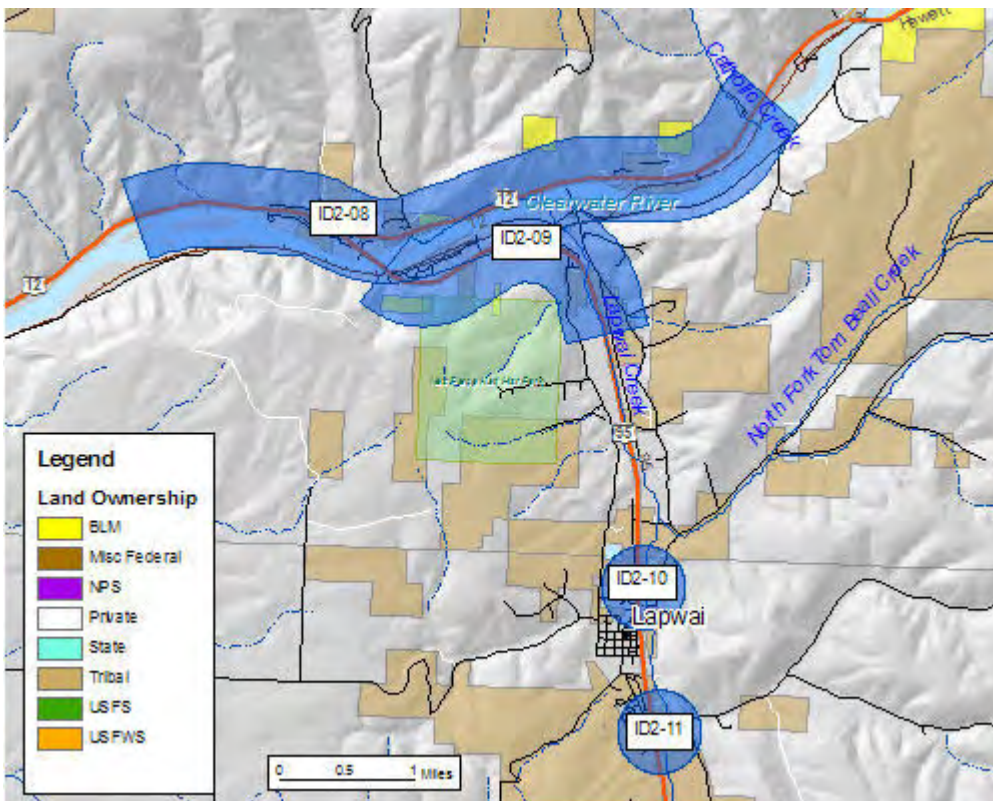 Hewett
Catholic Creek
12
Clearwater River
ID2-08
ID2-09
12
Lapwai Creek
North Fork Tom Beall Creek
95
ID2-10
Lapwai
ID2-11
Legend
Land Ownership
BLM
Misc Federal
NPS
Private
State
Tribal
USFS
USFWS
0 0.5 1 Miles